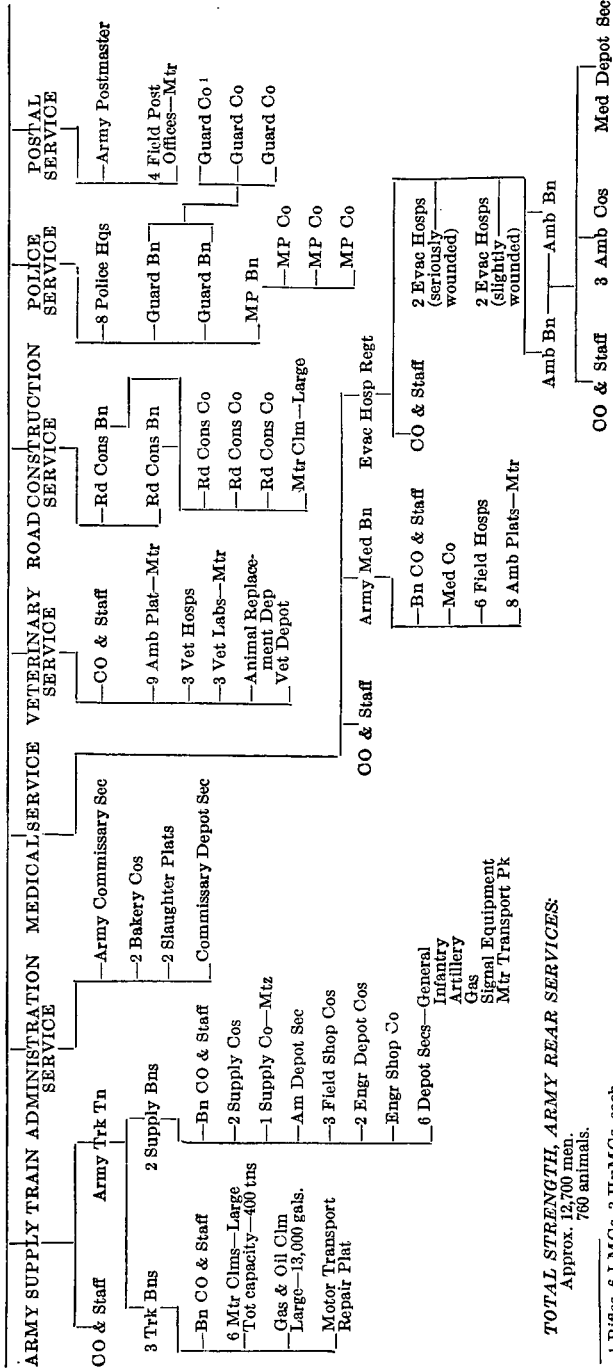 ARMY SUPPLY TRAIN
CO & Staff
Army Trk Tn
3 Trk Bns
Bn CO & Staff
6 Mtr Clms—Large
Tot capacity—400 tns
Gas & Oil Clm
Large—13,000 gals.
Motor Transport
Repair Plat
2 Supply Bns
Bn CO & Staff
2 Supply Cos
1 Supply Co—Mtz
Am Depot Sec
3 Field Shop Cos
2 Engr Depot Cos
Engr Shop Co
6 Depot Secs—General
Infantry
Artillery
Gas
Signal Equipment
Mtr Transport Pk
ADMINISTRATION
SERVICE
Army Commissary Sec
2 Bakery Cos
2 Slaughter Plats
Commissary Depot Sec
MEDICAL SERVICE
CO & Staff
Army Med Bn
Bn CO & Staff
Med Co
6 Field Hosps
8 Amb Plats—Mtr
Evac Hosp Regt
CO & Staff
2 Evac Hosps
(seriously
wounded)
2 Evac Hosps
(slightly
wounded)
Amb Bn
Amb Bn
CO & Staff
3 Amb Cos
Med Depot Sec
VETERINARY
SERVICE
CO & Staff
9 Amb Plat—Mtr
3 Vet Hosps
3 Vet Labs—Mtr
Animal Replace-
ment Dep
Vet Depot
ROAD CONSTRUCTION
SERVICE
Rd Cons Bn
Rd Cons Bn
Rd Cons Co
Rd Cons Co
Rd Cons Co
Mtr Clm—Large
POLICE
SERVICE
8 Police Hqs
Guard Bn
Guard Bn
MP Bn
MP Co
MP Co
MP Co
POSTAL
SERVICE
Army Postmaster
4 Field Post
Offices—Mtr
Guard Co ¹
Guard Co
Guard Co
TOTAL STRENGTH, ARMY REAR SERVICES:
Approx. 12,700 men.
760 animals.